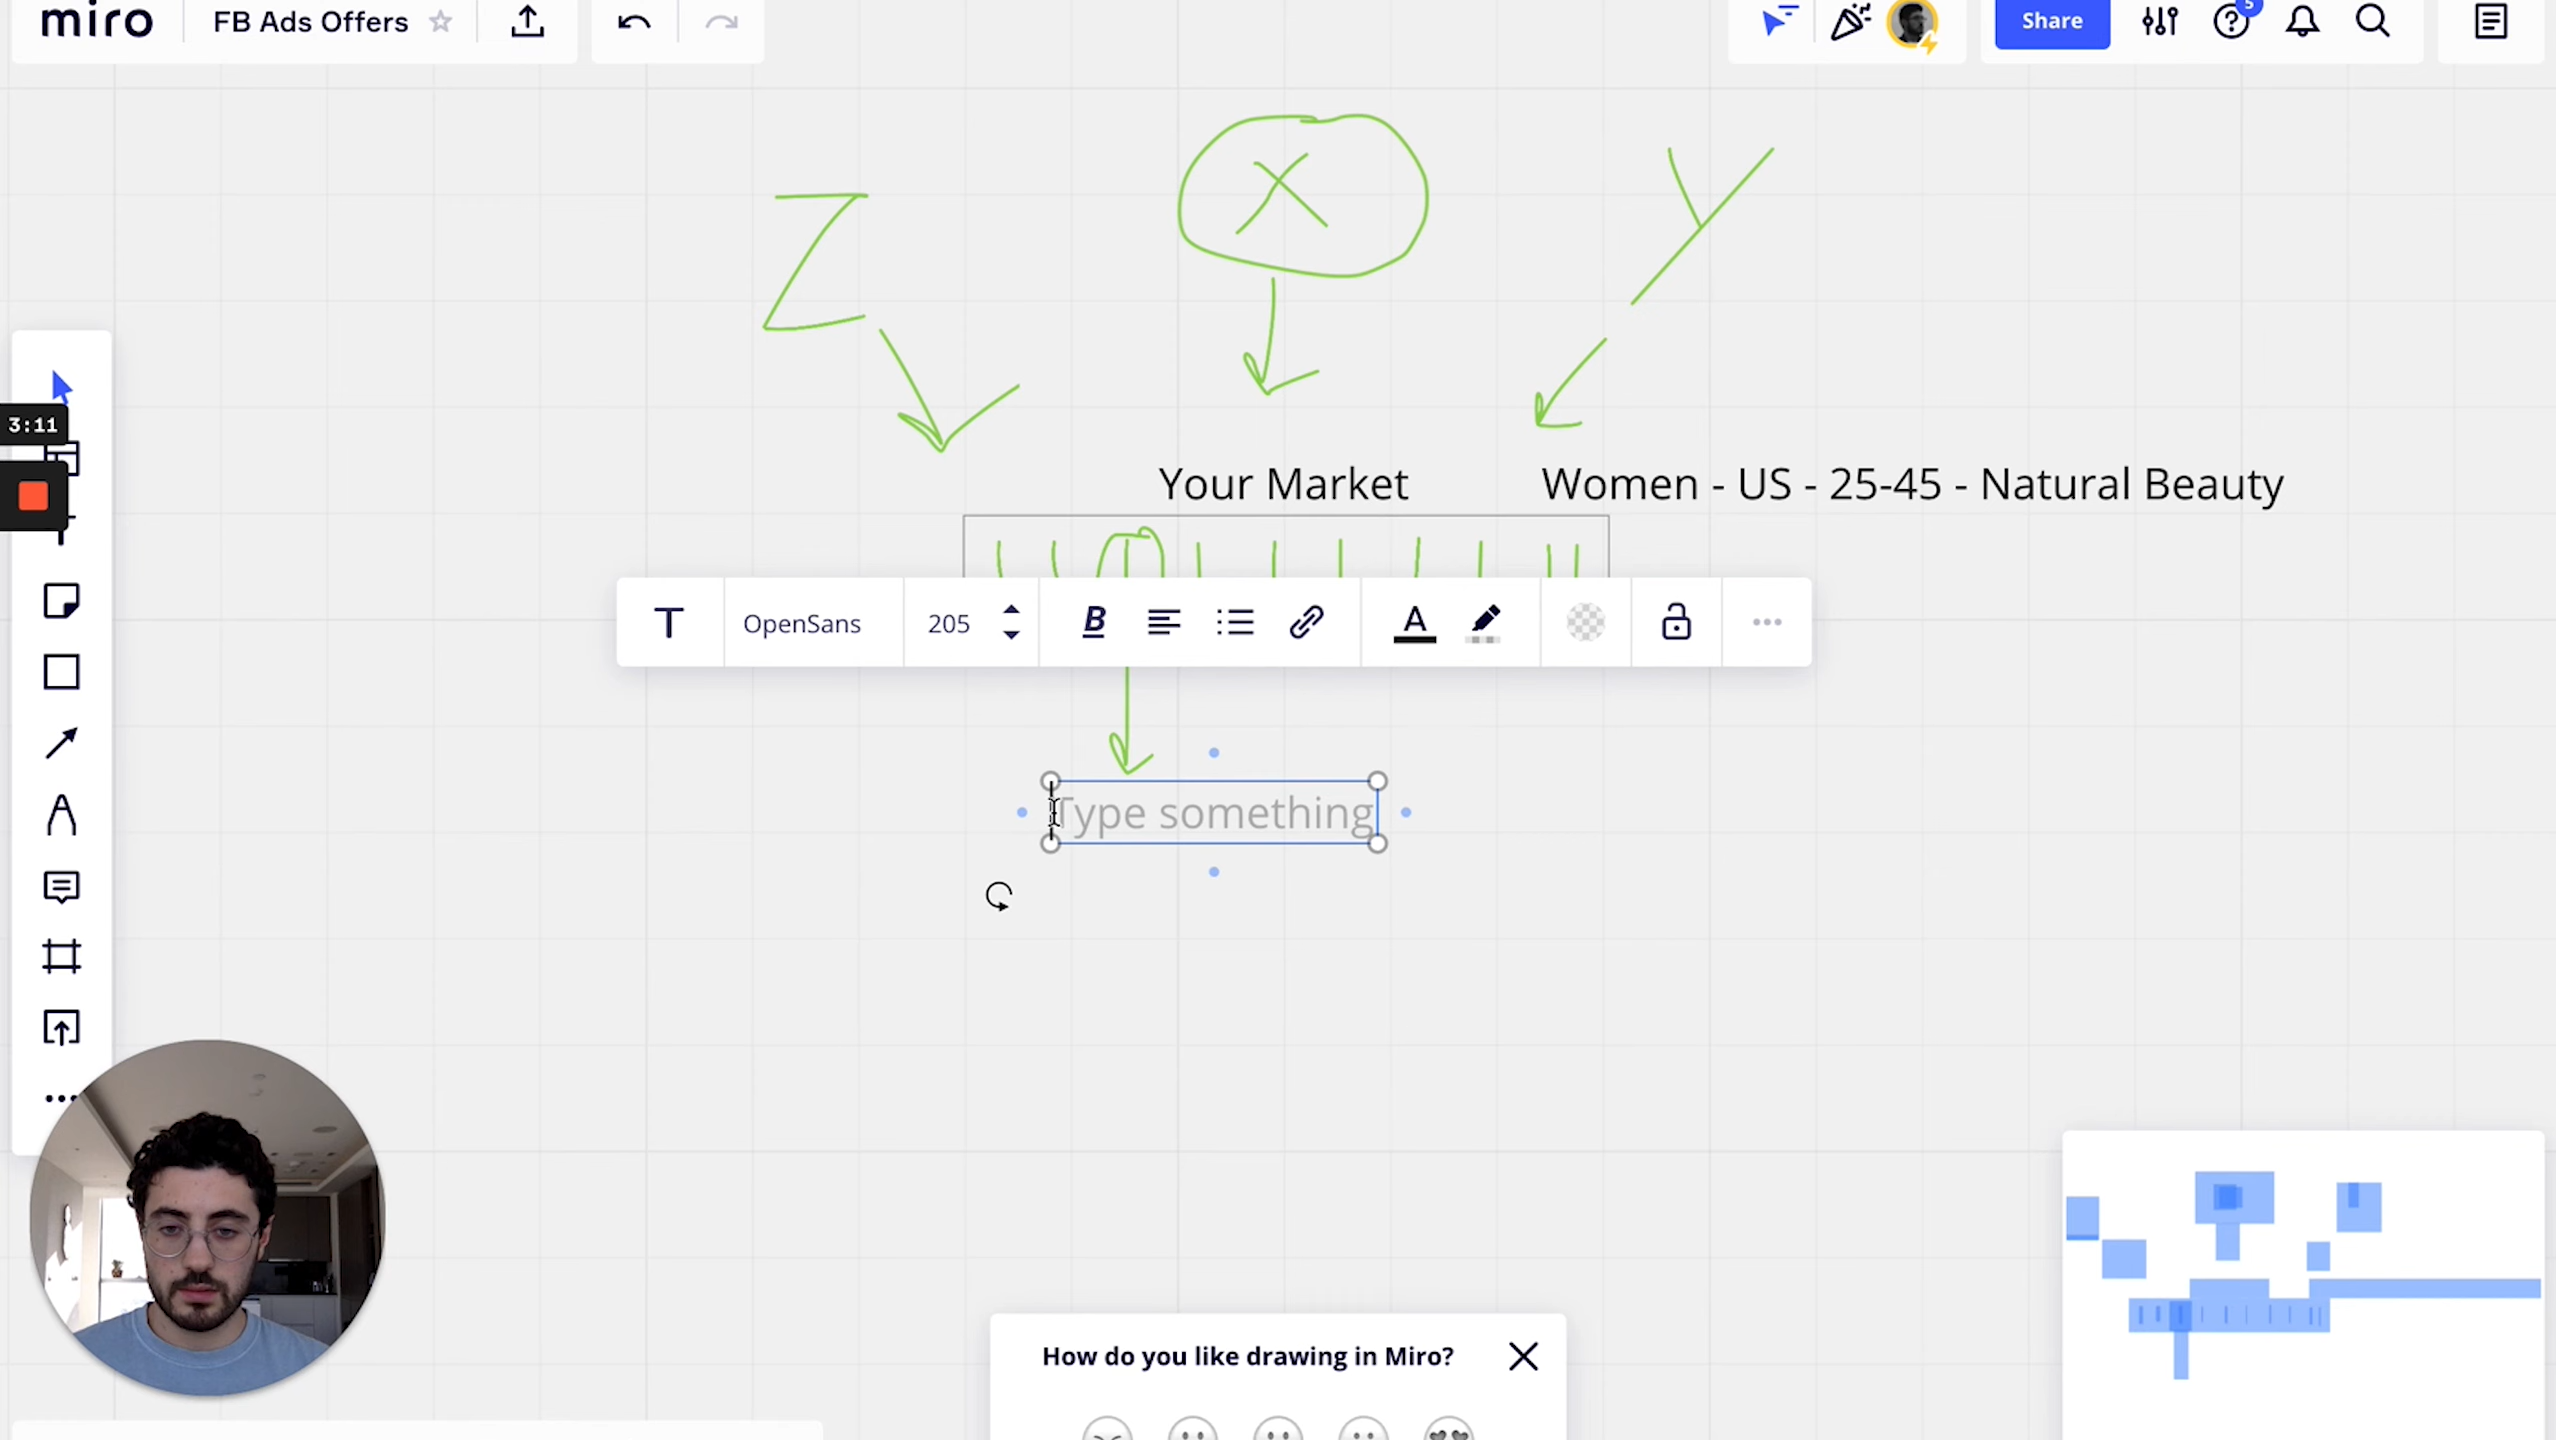 miro
FB Ads Offers
Share
5
Z
X
Y
3:11
Your Market
Women - US - 25-45 - Natural Beauty
T
OpenSans
205
B
A
Type something
How do you like drawing in Miro?